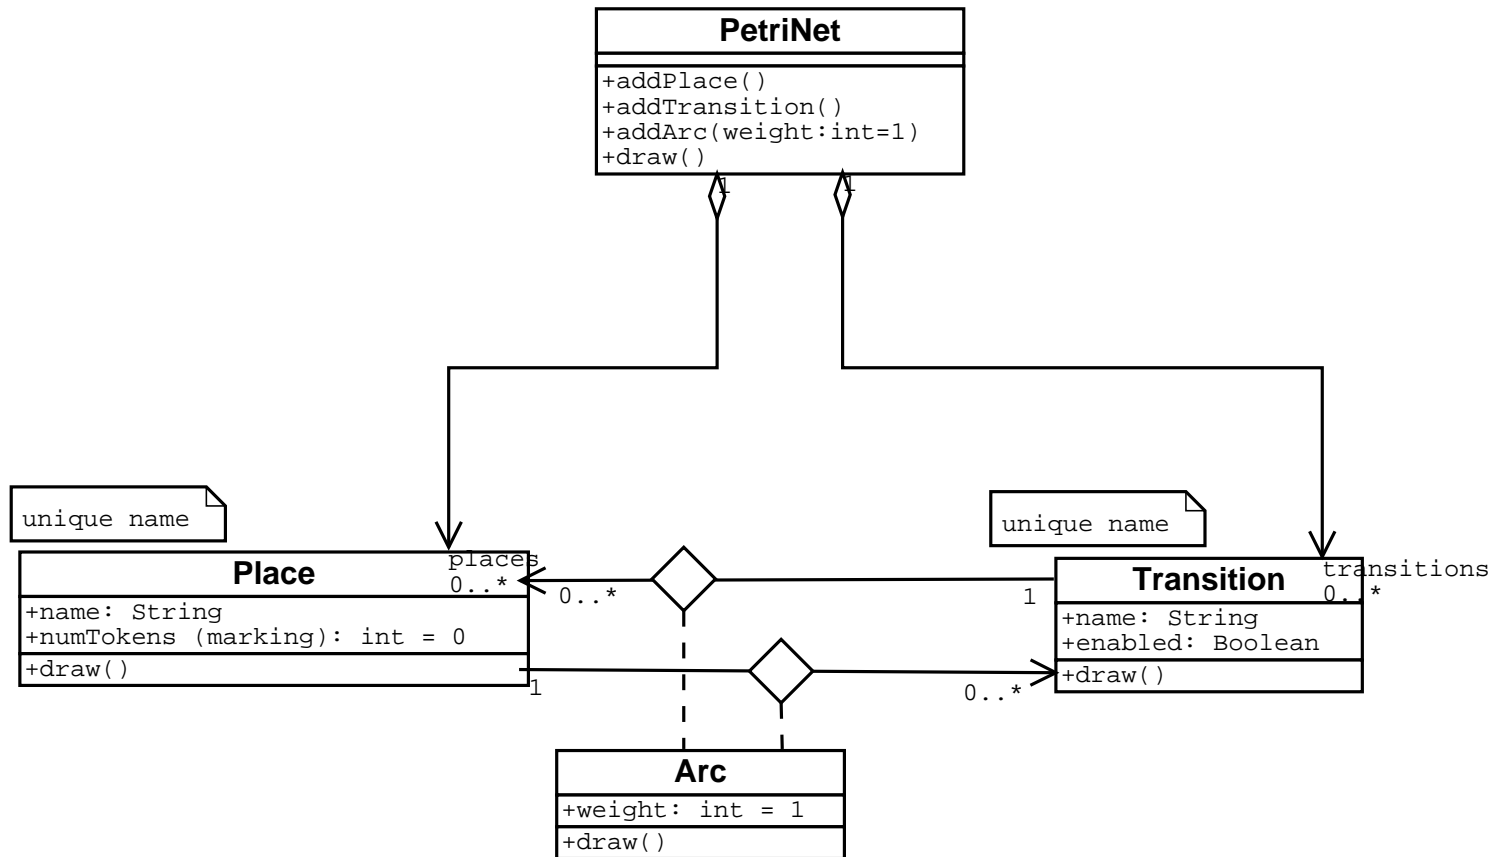 PetriNet
+addPlace()
+addTransition()
+addArc(weight:int=1)
+draw()
1
1
unique name
unique name
places
0..*
Place
+name: String
+numTokens (marking): int = 0
+draw()
0..*
1
1
0..*
transitions
0..*
Transition
+name: String
+enabled: Boolean
+draw()
Arc
+weight: int = 1
+draw()